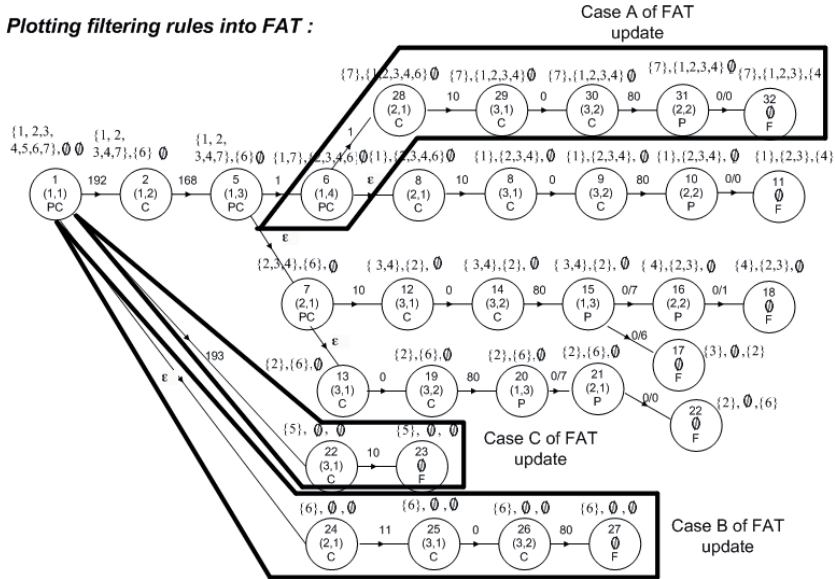 Plotting filtering rules into FAT :
Case A of FAT
update
{7},{1,2,3,4,6}∅ {7},{1,2,3,4}∅ {7},{1,2,3,4}∅ {7},{1,2,3,4}∅ {7},{1,2,3},{4
28 (2,1) C
10
29 (3,1) C
0
30 (3,2) C
80
31 (2,2) P
0/0
32 ∅ F
1
{1, 2,3, 4,5,6,7},∅ ∅
{1, 2, 3,4,7},{6} ∅
{1, 2, 3,4,7},{6}∅
{1,7},{2,3,4,6}∅ {1},{2,3,4,6}∅ {1},{2,3,4},∅ {1},{2,3,4},∅ {1},{2,3,4},∅ {1},{2,3},{4}
1 (1,1) PC
192
2 (1,2) C
168
5 (1,3) PC
1
6 (1,4) PC
ε
8 (2,1) C
10
8 (3,1) C
0
9 (3,2) C
80
10 (2,2) P
0/0
11 ∅ F
ε
{2,3,4},{6},∅ { 3,4},{2}, ∅ { 3,4},{2}, ∅ { 3,4},{2}, ∅ { 4},{2,3}, ∅ {4},{2,3},∅
7 (2,1) PC
10
12 (3,1) C
0
14 (3,2) C
80
15 (1,3) P
0/7
16 (2,2) P
0/1
18 ∅ F
0/6
17 ∅ F
{3}, ∅,{2}
ε
{2},{6},∅ {2},{6}∅ {2},{6},∅ {2},{6},∅
13 (3,1) C
0
19 (3,2) C
80
20 (1,3) P
0/7
21 (2,1) P
0/0
22 ∅ F
{2}, ∅,{6}
193
{5}, ∅, ∅ {5}, ∅, ∅
22 (3,1) C
10
23 ∅ F
Case C of FAT
update
ε
{6}, ∅, ∅ {6}, ∅, ∅ {6}, ∅, ∅ {6}, ∅, ∅
24 (2,1) C
11
25 (3,1) C
0
26 (3,2) C
80
27 ∅ F
Case B of FAT
update